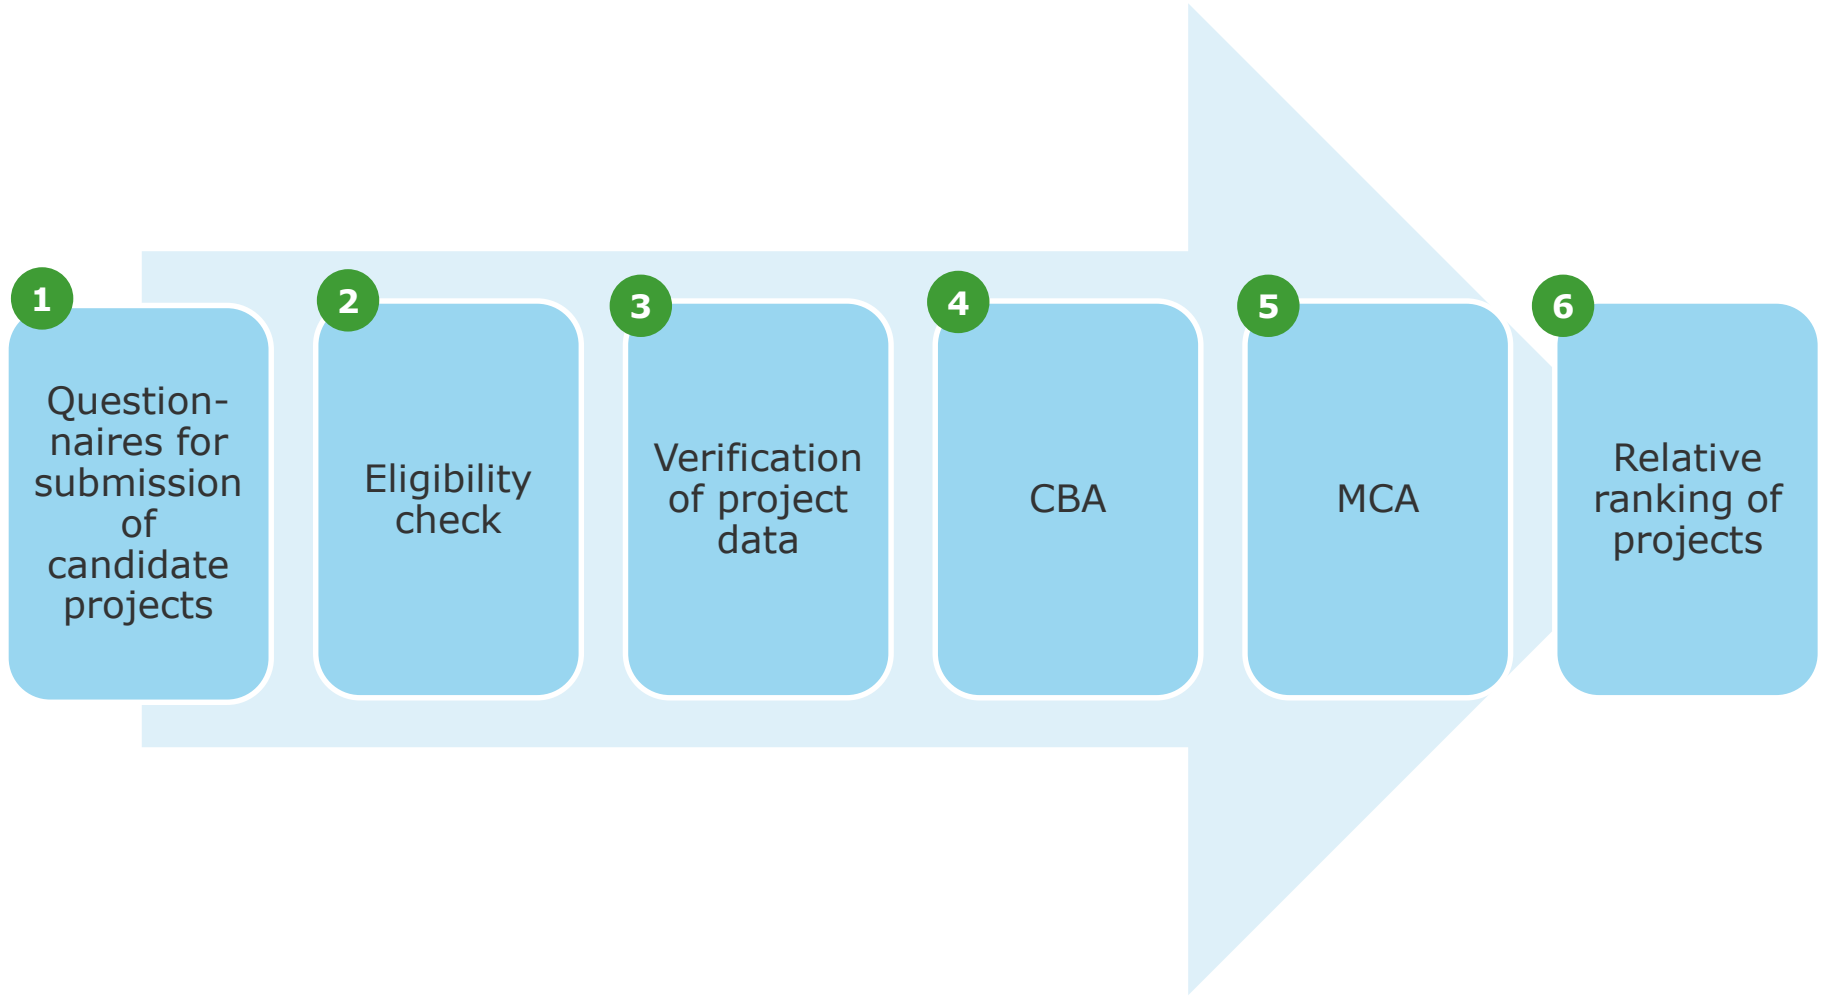 1
Question-
naires for
submission
of
candidate
projects
2
Eligibility
check
3
Verification
of project
data
4
CBA
5
MCA
6
Relative
ranking of
projects